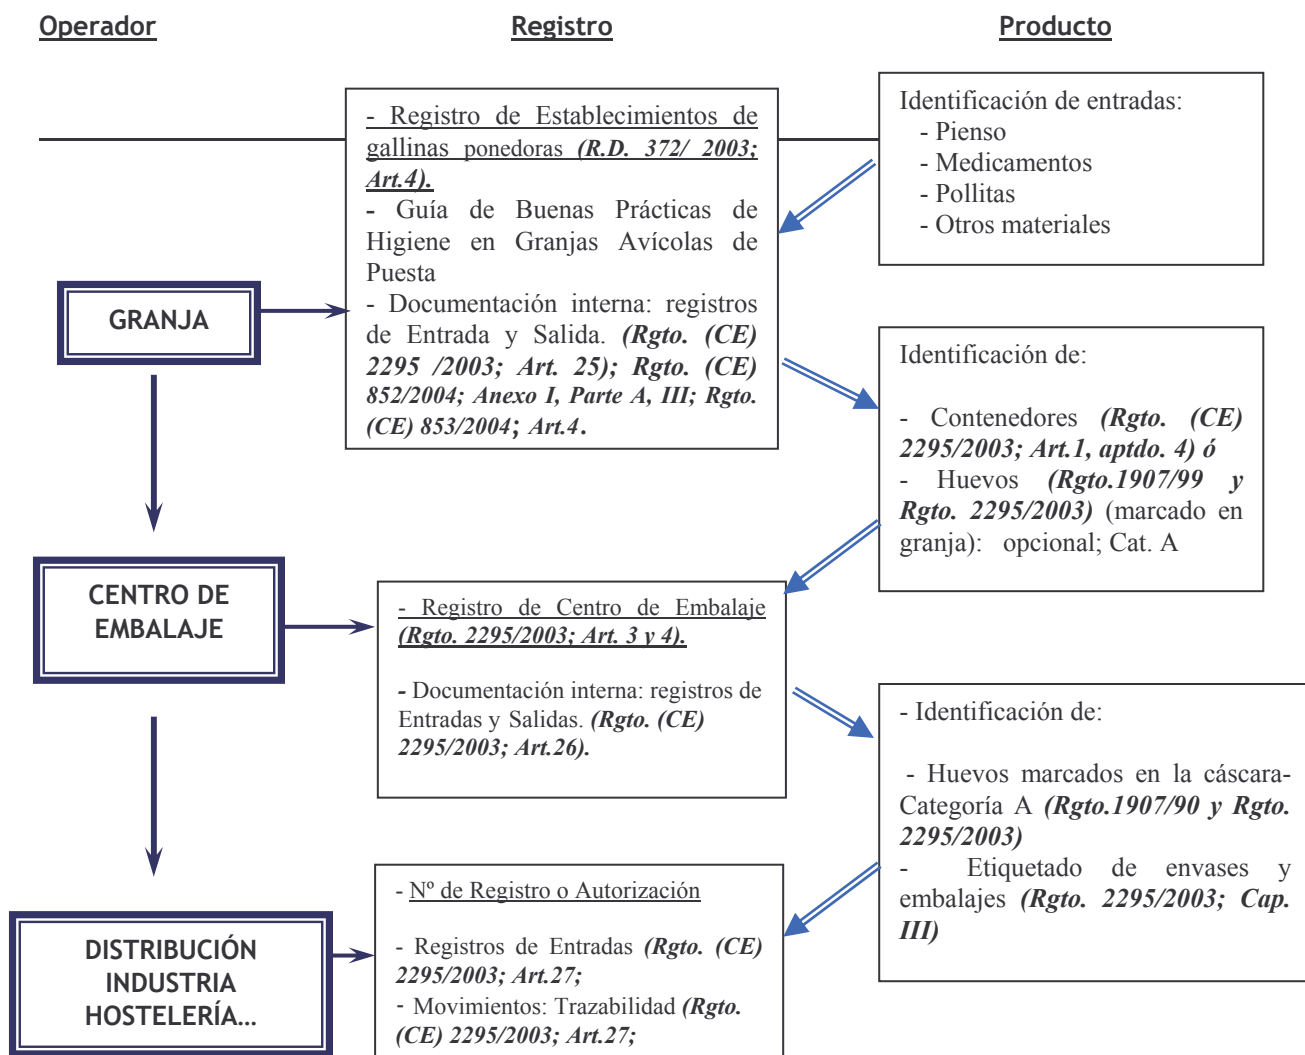 Operador
Registro
Producto
- Registro de Establecimientos de
gallinas ponedoras (R.D. 372/ 2003;
Art.4).
- Guía de Buenas Prácticas de
Higiene en Granjas Avícolas de
Puesta
- Documentación interna: registros
de Entrada y Salida. (Rgto. (CE)
2295 /2003; Art. 25); Rgto. (CE)
852/2004; Anexo I, Parte A, III; Rgto.
(CE) 853/2004; Art.4.
Identificación de entradas:
- Pienso
- Medicamentos
- Pollitas
- Otros materiales
GRANJA
Identificación de:
- Contenedores (Rgto. (CE)
2295/2003; Art.1, aptdo. 4) ó
- Huevos (Rgto.1907/99 y
Rgto. 2295/2003) (marcado en
granja): opcional; Cat. A
CENTRO DE
EMBALAJE
- Registro de Centro de Embalaje
(Rgto. 2295/2003; Art. 3 y 4).
- Documentación interna: registros de
Entradas y Salidas. (Rgto. (CE)
2295/2003; Art.26).
- Identificación de:
- Huevos marcados en la cáscara-
Categoría A (Rgto.1907/90 y Rgto.
2295/2003)
- Etiquetado de envases y
embalajes (Rgto. 2295/2003; Cap.
III)
DISTRIBUCIÓN
INDUSTRIA
HOSTELERÍA...
- Nº de Registro o Autorización
- Registros de Entradas (Rgto. (CE)
2295/2003; Art.27;
- Movimientos: Trazabilidad (Rgto.
(CE) 2295/2003; Art.27;